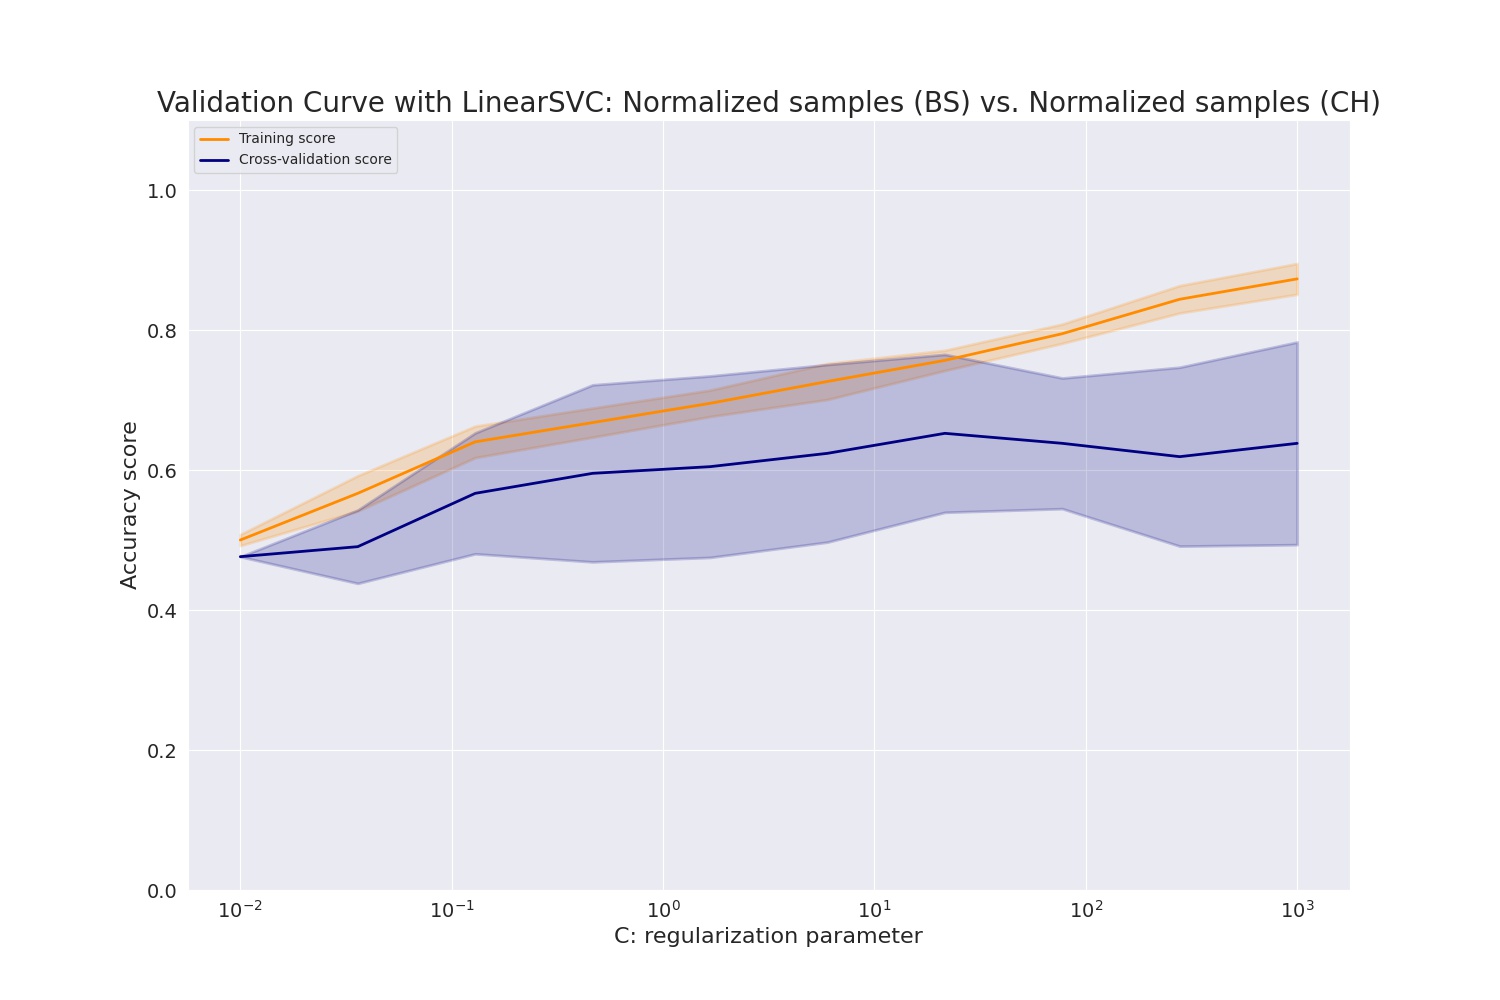 Validation Curve with LinearSVC: Normalized samples (BS) vs. Normalized samples (CH)
Training score
Cross-validation score
Accuracy score
1.0
0.8
0.6
0.4
0.2
0.0
10⁻² 10⁻¹ 10⁰ 10¹ 10² 10³
C: regularization parameter